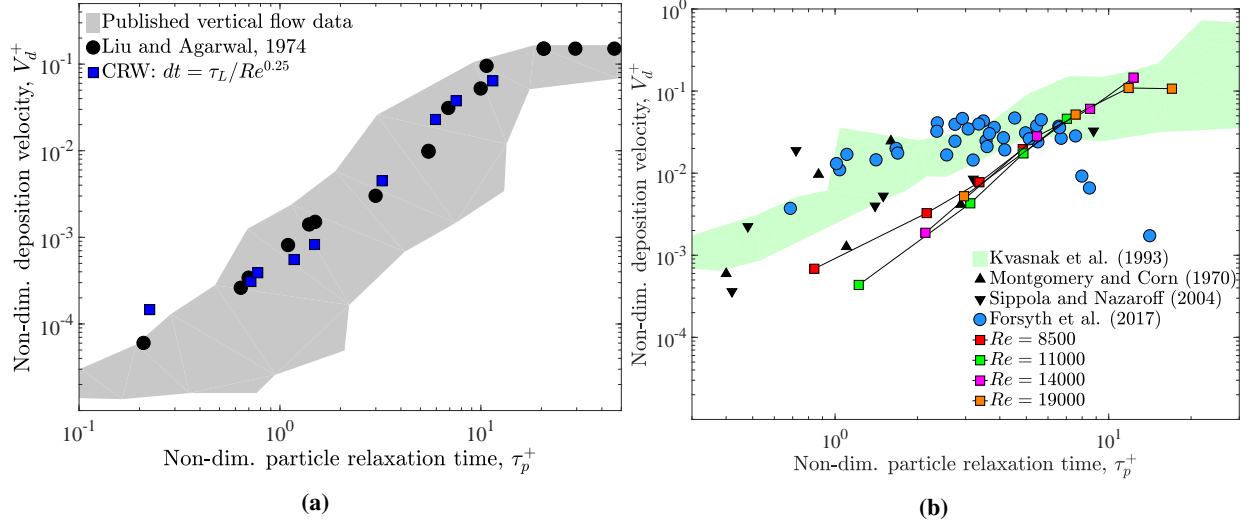 Published vertical flow data
Liu and Agarwal, 1974
CRW: $dt = \tau_L/Re^{0.25}$
Non-dim. deposition velocity, $V_d^+$
10^{-1}
10^{-2}
10^{-3}
10^{-4}
10^{-1}
10^{0}
10^{1}
Non-dim. particle relaxation time, $\tau_p^+$
(a)
Non-dim. deposition velocity, $V_d^+$
10^{0}
10^{-1}
10^{-2}
10^{-3}
10^{-4}
Kvasnak et al. (1993)
Montgomery and Corn (1970)
Sippola and Nazaroff (2004)
Forsyth et al. (2017)
Re = 8500
Re = 11000
Re = 14000
Re = 19000
10^{0}
10^{1}
Non-dim. particle relaxation time, $\tau_p^+$
(b)